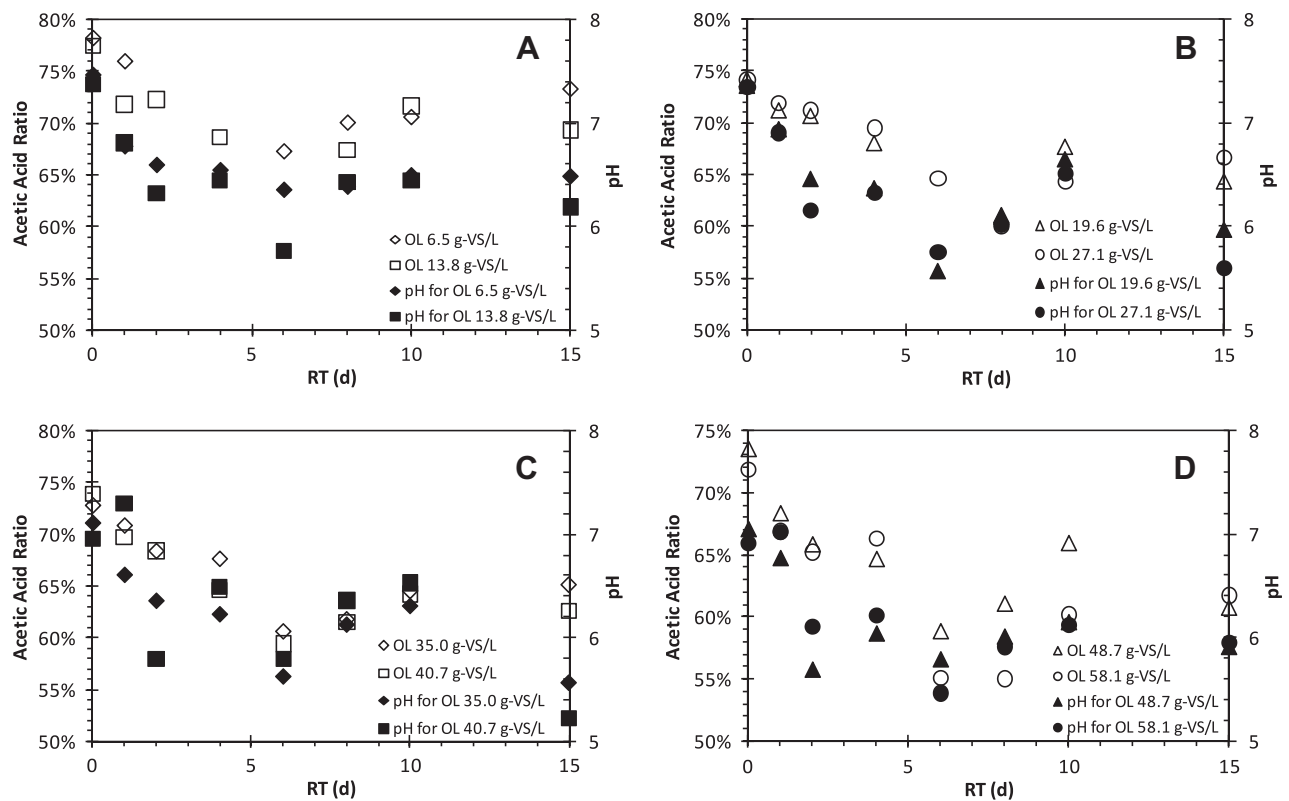 A
80%
75%
70%
65%
60%
55%
50%
Acetic Acid Ratio
8
7
6
5
pH
OL 6.5 g-VS/L
OL 13.8 g-VS/L
pH for OL 6.5 g-VS/L
pH for OL 13.8 g-VS/L
0 5 10 15
RT (d)
B
80%
75%
70%
65%
60%
55%
50%
Acetic Acid Ratio
8
7
6
5
pH
OL 19.6 g-VS/L
OL 27.1 g-VS/L
pH for OL 19.6 g-VS/L
pH for OL 27.1 g-VS/L
0 5 10 15
RT (d)
C
80%
75%
70%
65%
60%
55%
50%
Acetic Acid Ratio
8
7
6
5
pH
OL 35.0 g-VS/L
OL 40.7 g-VS/L
pH for OL 35.0 g-VS/L
pH for OL 40.7 g-VS/L
0 5 10 15
RT (d)
D
75%
70%
65%
60%
55%
50%
Acetic Acid Ratio
8
7
6
5
pH
OL 48.7 g-VS/L
OL 58.1 g-VS/L
pH for OL 48.7 g-VS/L
pH for OL 58.1 g-VS/L
0 5 10 15
RT (d)